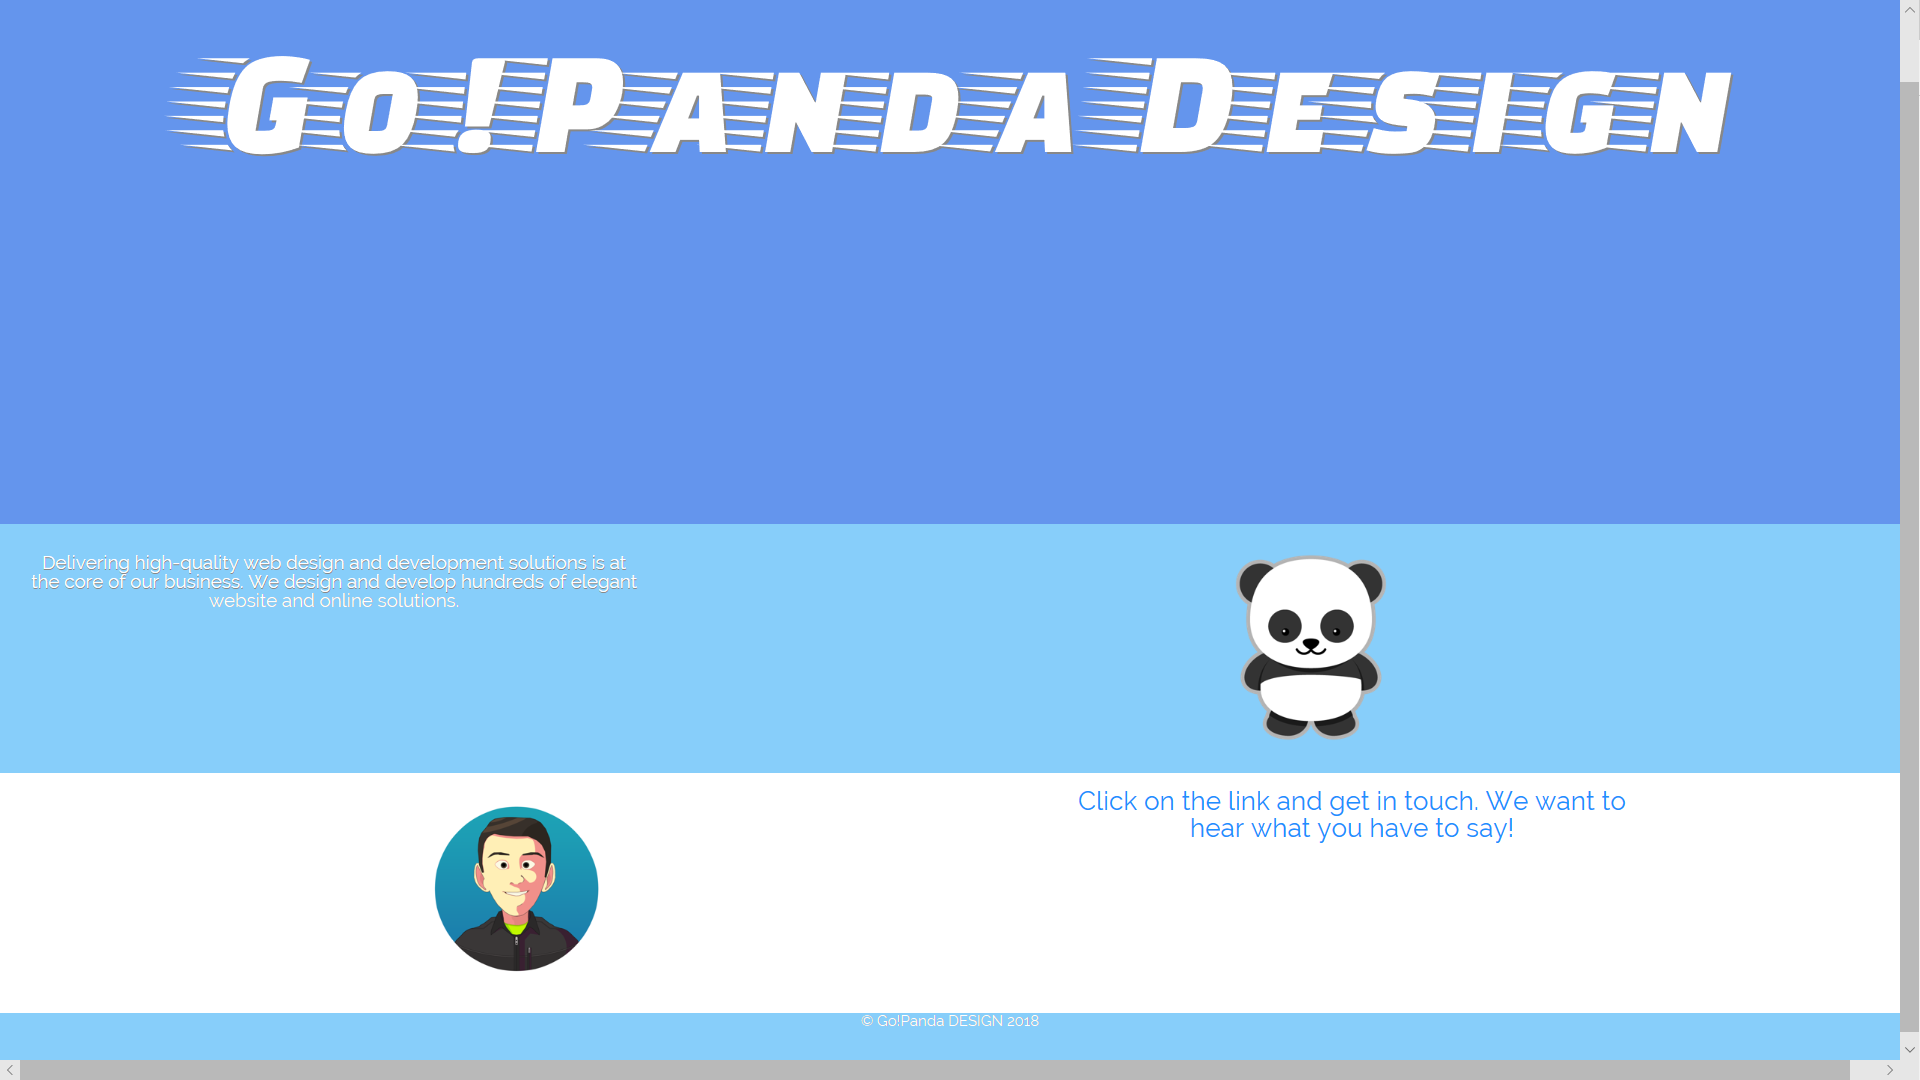 Go!Panda Design
Delivering high-quality web design and development solutions is at
the core of our business. We design and develop hundreds of elegant
website and online solutions.
Click on the link and get in touch. We want to
hear what you have to say!
© Go!Panda DESIGN 2018